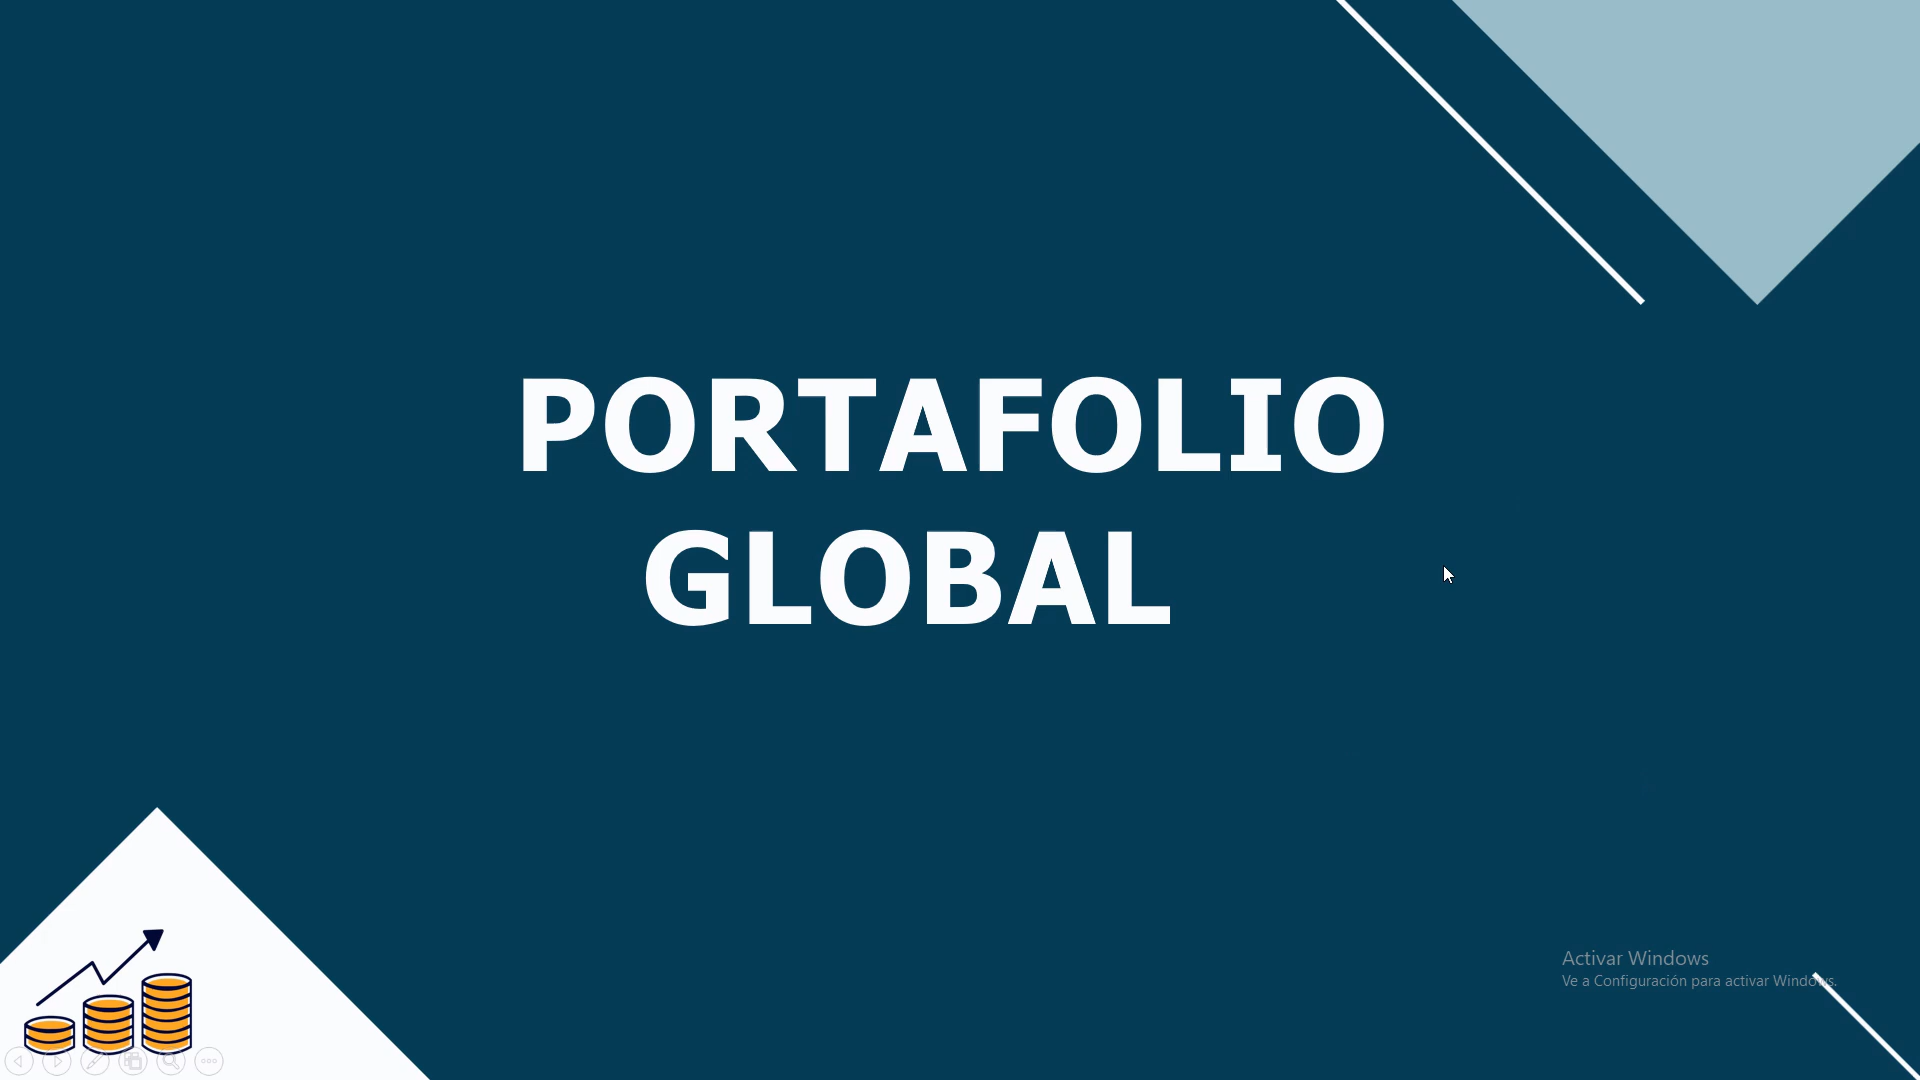 PORTAFOLIO
GLOBAL
Activar Windows
Ve a Configuración para activar Windows.